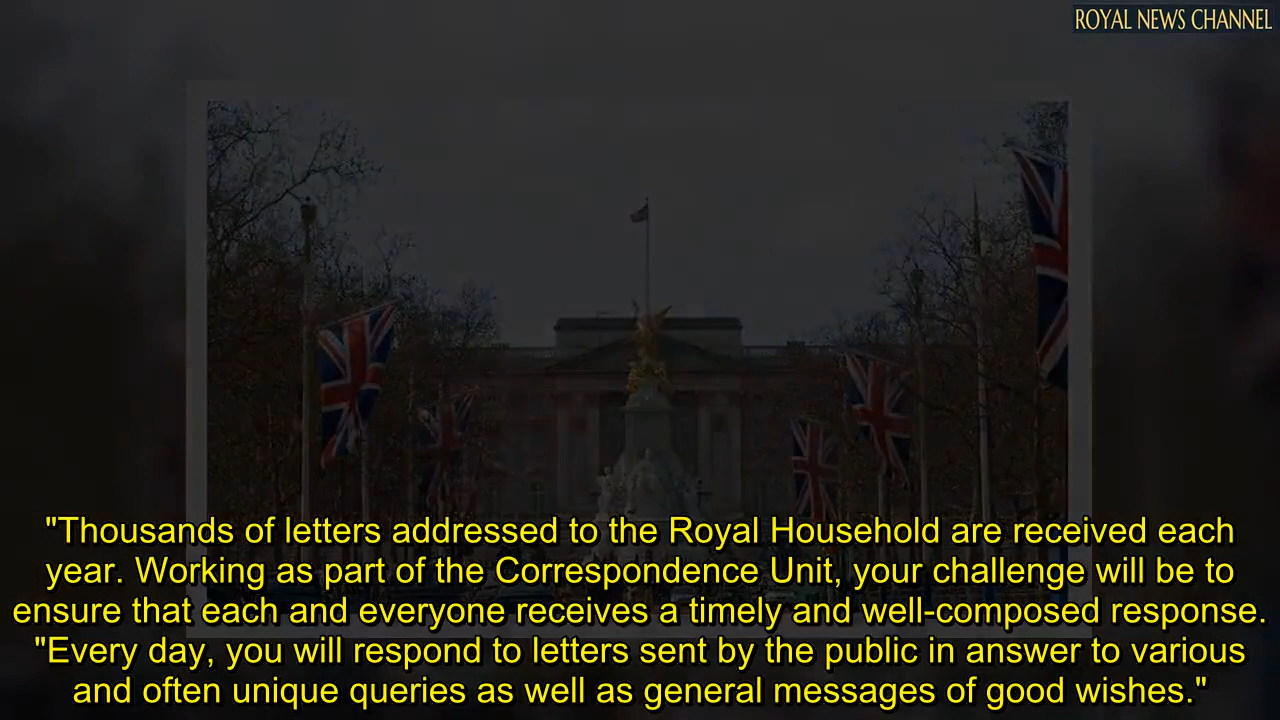 ROYAL NEWS CHANNEL
"Thousands of letters addressed to the Royal Household are received each
year. Working as part of the Correspondence Unit, your challenge will be to
ensure that each and everyone receives a timely and well-composed response.
"Every day, you will respond to letters sent by the public in answer to various
and often unique queries as well as general messages of good wishes."